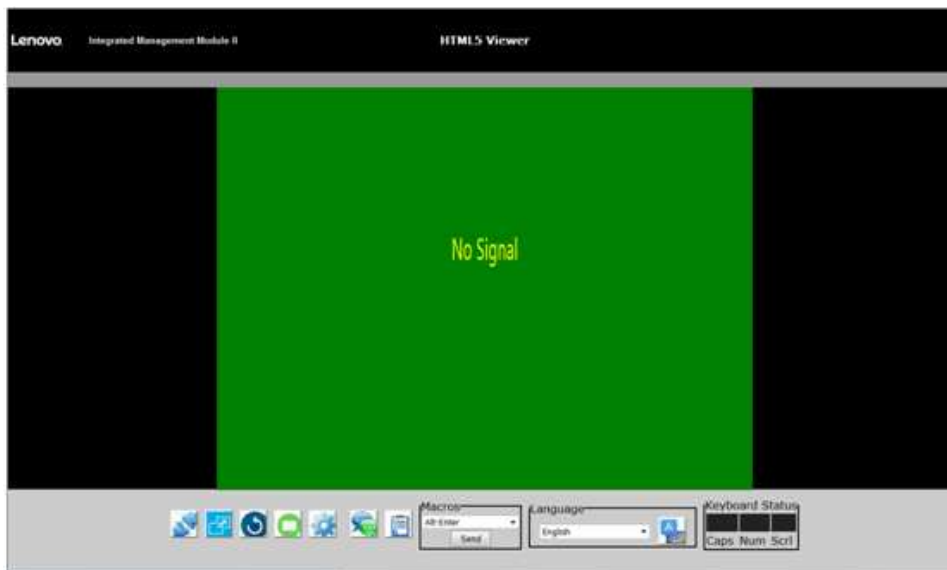 Lenovo Integrated Management Module II HTML5 Viewer
No Signal
Macros
Alt-Enter
Send
Language
English
Keyboard Status
Caps Num Scrl